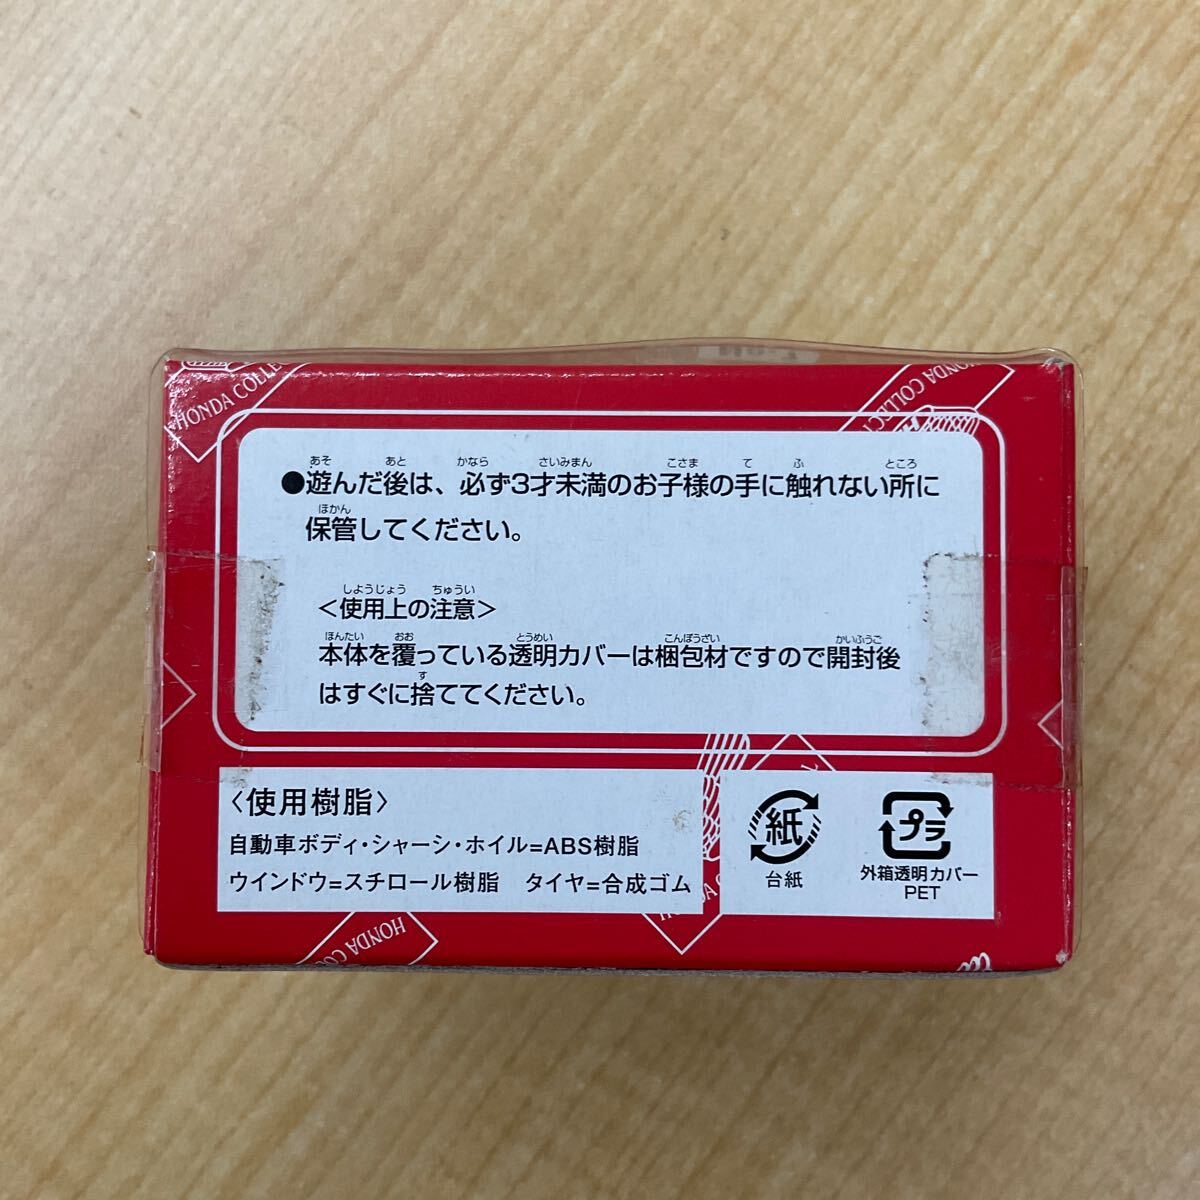 HONDA COLLE
HONDA COLLECT
●遊んだ後は、必ず3才未満のお子様の手に触れない所に
保管してください。
<使用上の注意>
本体を覆っている透明カバーは梱包材ですので開封後
はすぐに捨ててください。
〈使用樹脂〉
自動車ボディ・シャーシ・ホイル=ABS樹脂
ウインドウ=スチロール樹脂 タイヤ=合成ゴム
紙
台紙
プラ
外箱透明カバー
PET
HONDA CO